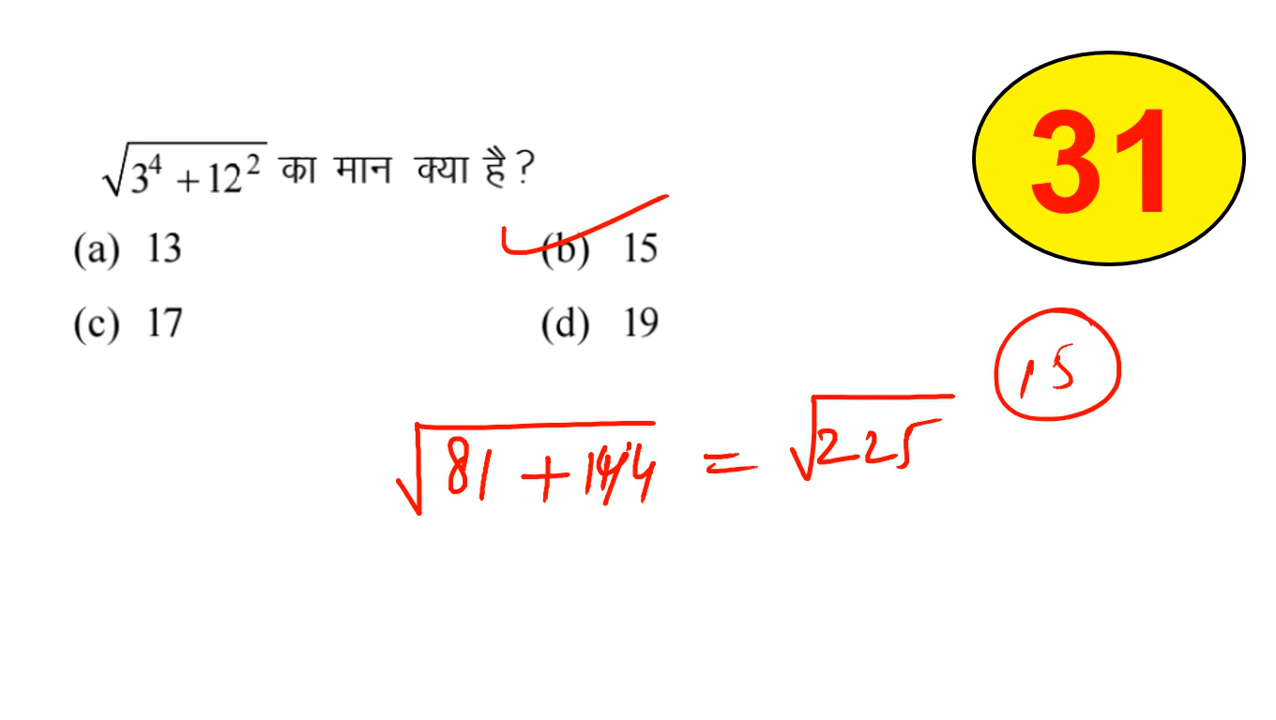 31
√(3⁴ + 12²) का मान क्या है ?
(a) 13 (b) 15
(c) 17 (d) 19
15
√(81 + 144) = √225